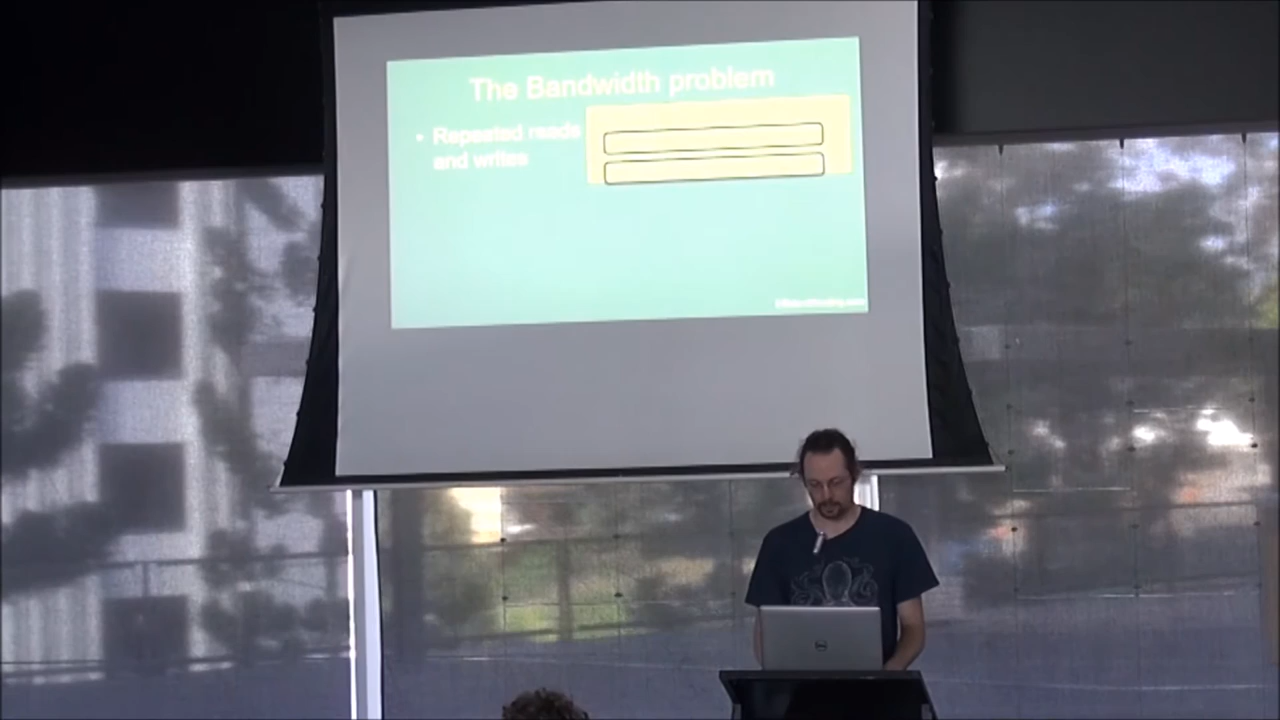 The Bandwidth problem
• Repeated reads
and writes